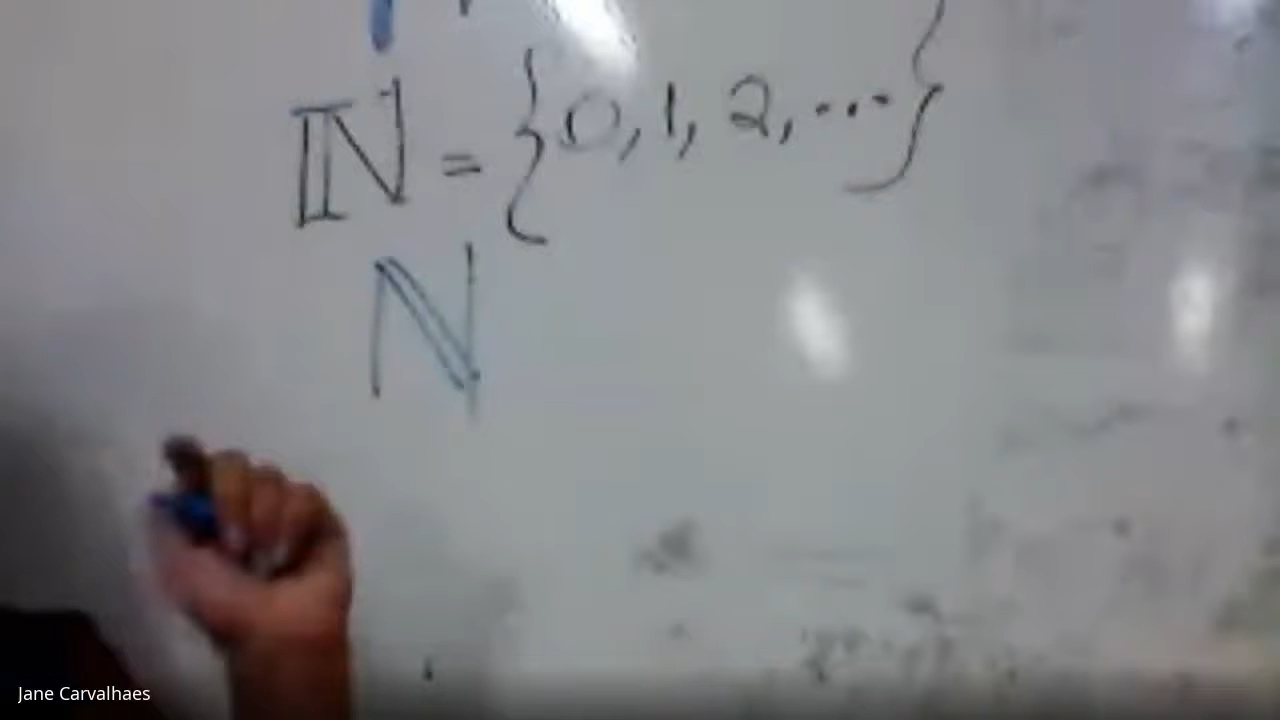 ℕ = {0, 1, 2, ...}
ℕ
Jane Carvalhaes